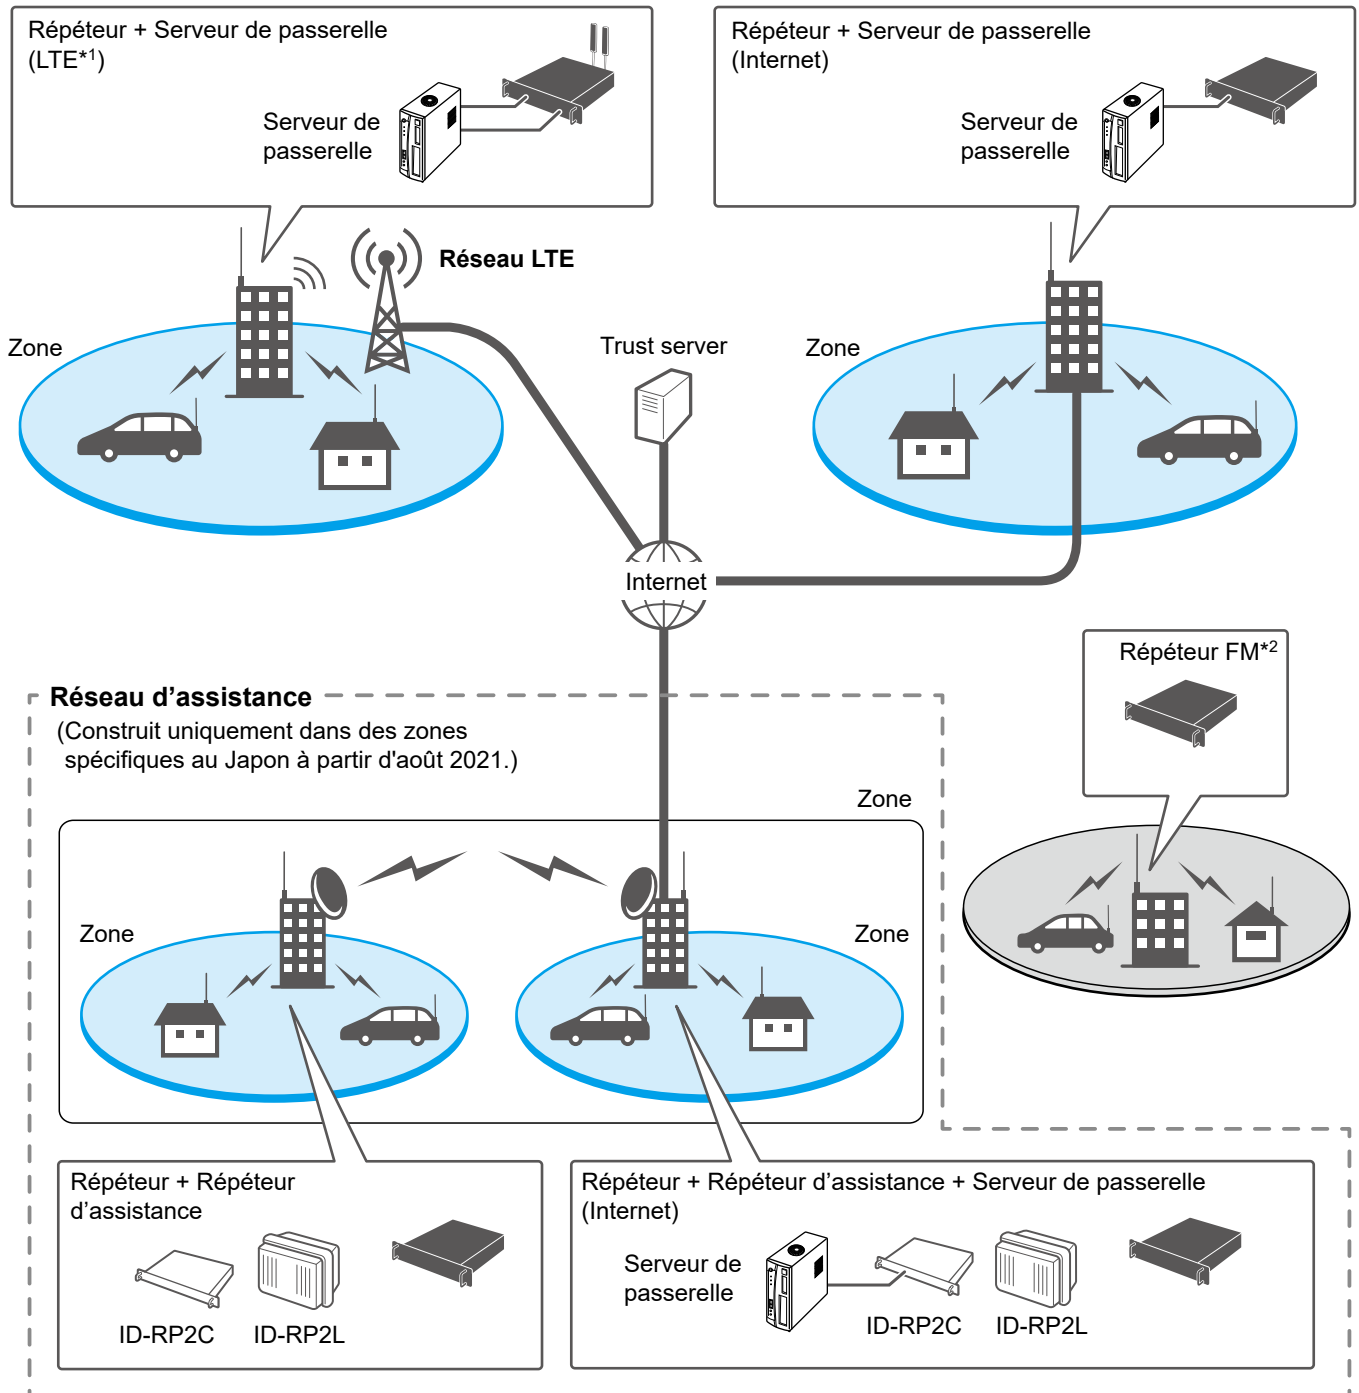 Répéteur + Serveur de passerelle
(LTE*1)
Serveur de
passerelle
Répéteur + Serveur de passerelle
(Internet)
Serveur de
passerelle
Réseau LTE
Zone
Trust server
Zone
Internet
Répéteur FM*2
Réseau d’assistance
(Construit uniquement dans des zones
spécifiques au Japon à partir d'août 2021.)
Zone
Zone
Zone
Répéteur + Répéteur
d’assistance
ID-RP2C
ID-RP2L
Répéteur + Répéteur d’assistance + Serveur de passerelle
(Internet)
Serveur de
passerelle
ID-RP2C
ID-RP2L